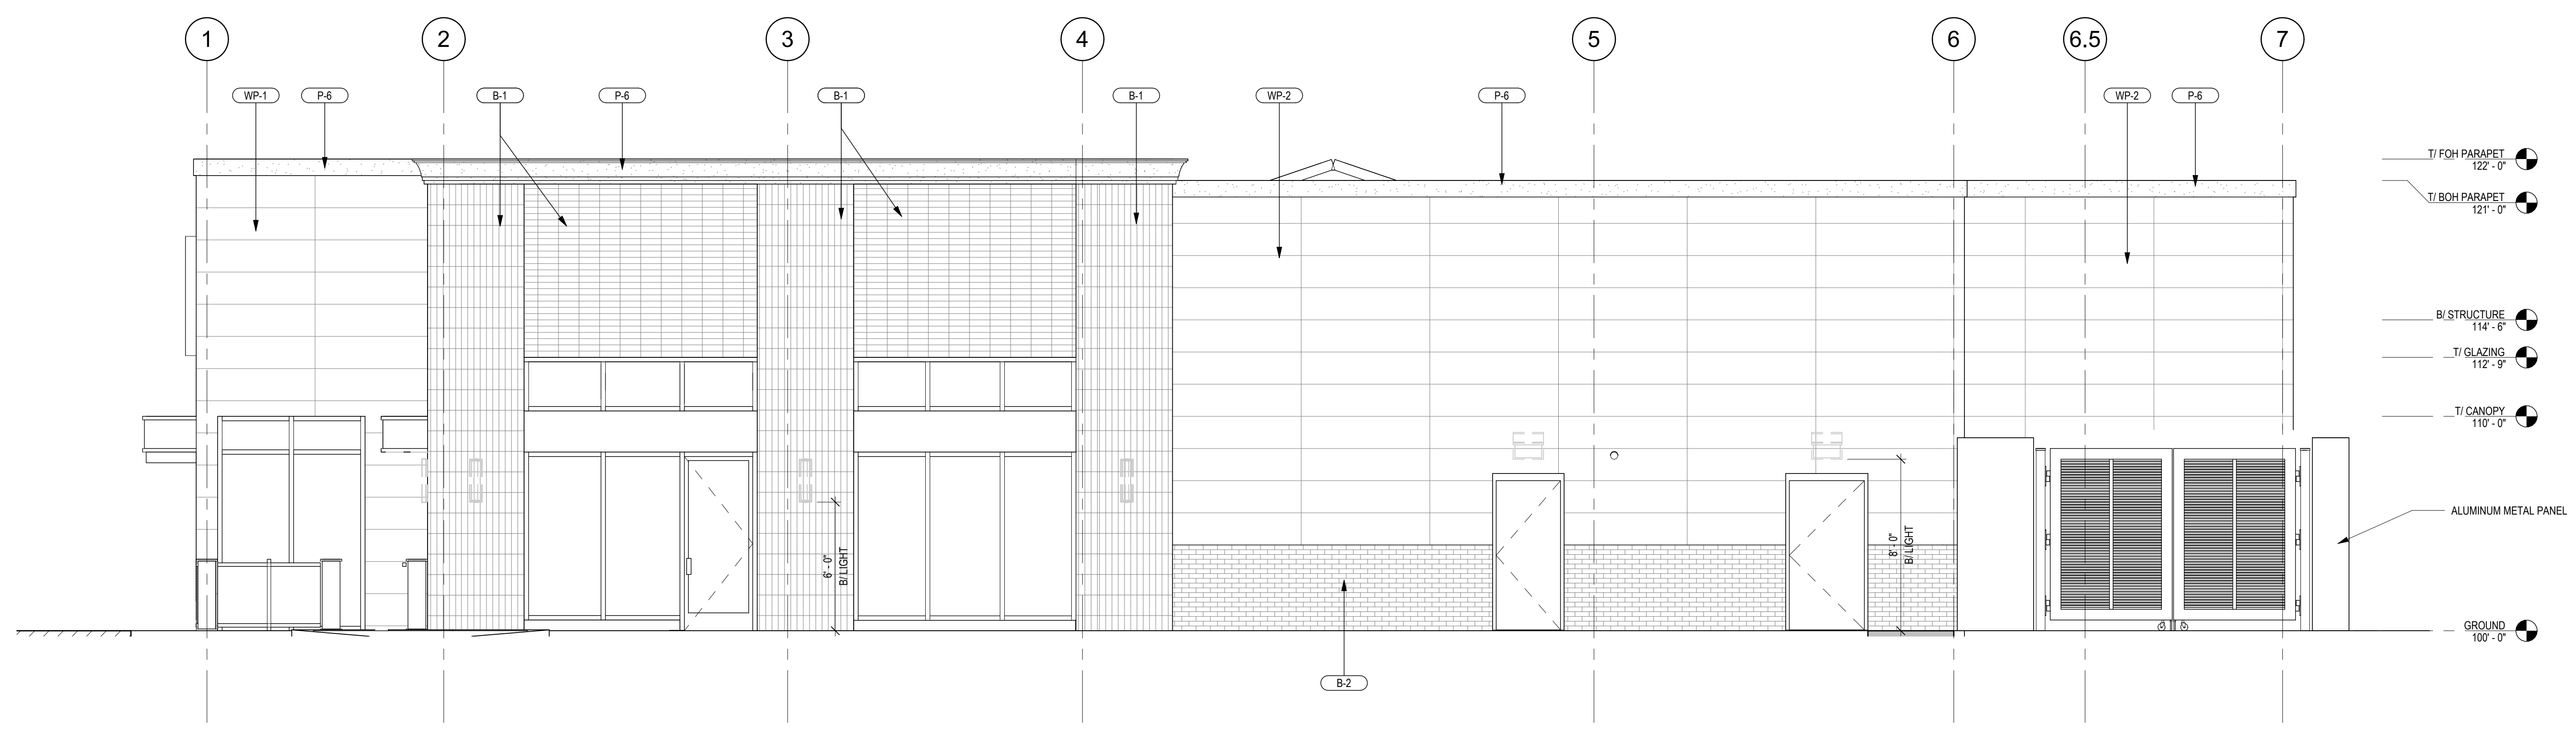 1 2 3 4 5 6 6.5 7
WP-1 P-6 B-1 P-6 B-1 B-1 WP-2 P-6 WP-2 P-6
T/ FOH PARAPET
122' - 0"
T/ BOH PARAPET
121' - 0"
B/ STRUCTURE
114' - 6"
T/ GLAZING
112' - 9"
T/ CANOPY
110' - 0"
ALUMINUM METAL PANEL
6' - 0"
B/ LIGHT
8' - 0"
B/ LIGHT
GROUND
100' - 0"
B-2